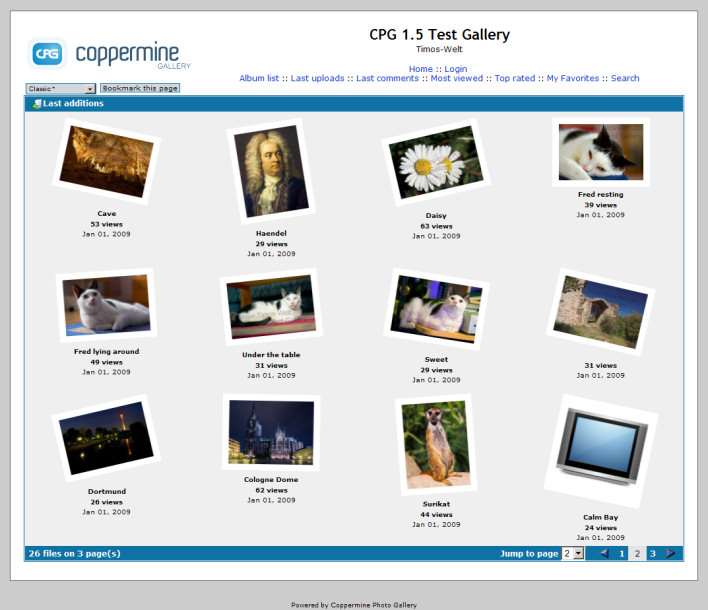 CPG coppermine
GALLERY
CPG 1.5 Test Gallery
Timos-Welt
Home :: Login
Album list :: Last uploads :: Last comments :: Most viewed :: Top rated :: My Favorites :: Search
Classic * Bookmark this page
Last additions
Cave
53 views
Jan 01, 2009
Haendel
29 views
Jan 01, 2009
Daisy
63 views
Jan 01, 2009
Fred resting
39 views
Jan 01, 2009
Fred lying around
49 views
Jan 01, 2009
Timos-Welt
Under the table
31 views
Jan 01, 2009
Sweet
29 views
Jan 01, 2009
31 views
Jan 01, 2009
Dortmund
26 views
Jan 01, 2009
Cologne Dome
62 views
Jan 01, 2009
Surikat
44 views
Jan 01, 2009
Calm Bay
24 views
Jan 01, 2009
26 files on 3 page(s) Jump to page 2 1 2 3
Powered by Coppermine Photo Gallery